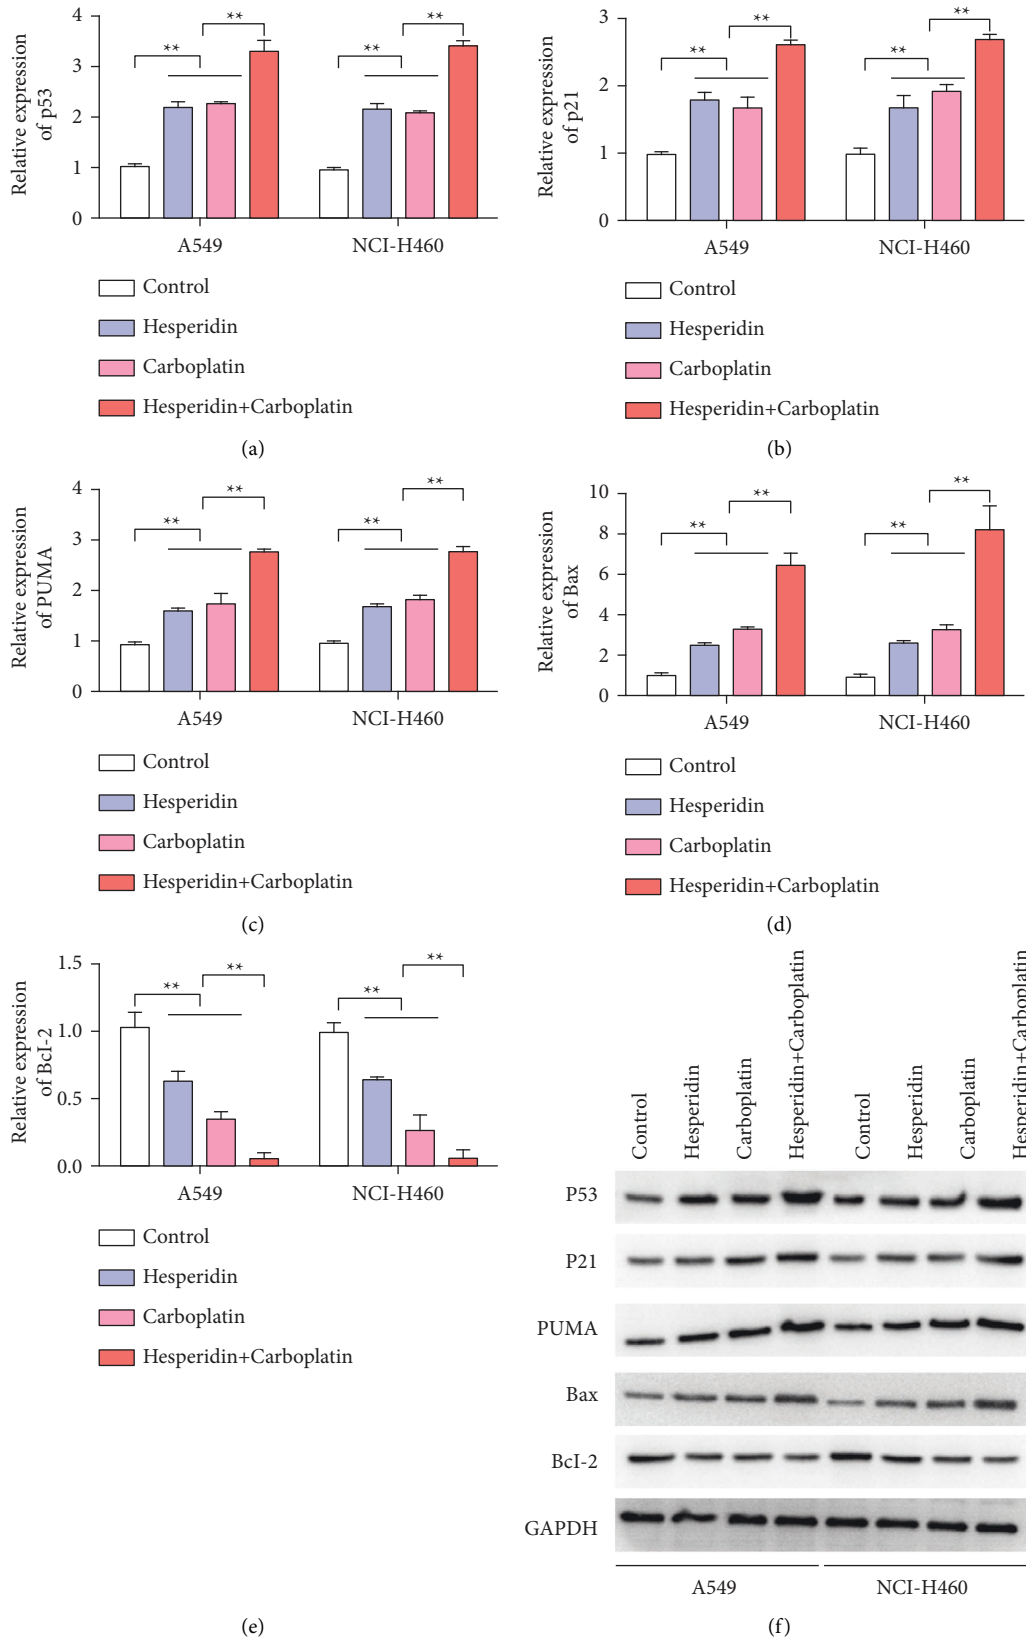 Relative expression
of p53
4
3
2
1
0
**
**
**
**
A549
NCI-H460
Control
Hesperidin
Carboplatin
Hesperidin+Carboplatin
(a)
Relative expression
of p21
3
2
1
0
**
**
**
**
A549
NCI-H460
Control
Hesperidin
Carboplatin
Hesperidin+Carboplatin
(b)
Relative expression
of PUMA
4
3
2
1
0
**
**
**
**
A549
NCI-H460
Control
Hesperidin
Carboplatin
Hesperidin+Carboplatin
(c)
Relative expression
of Bax
10
8
6
4
2
0
**
**
**
**
A549
NCI-H460
Control
Hesperidin
Carboplatin
Hesperidin+Carboplatin
(d)
Relative expression
of BcI-2
1.5
1.0
0.5
0.0
**
**
**
**
A549
NCI-H460
Control
Hesperidin
Carboplatin
Hesperidin+Carboplatin
(e)
Control
Hesperidin
Carboplatin
Hesperidin+Carboplatin
Control
Hesperidin
Carboplatin
Hesperidin+Carboplatin
P53
P21
PUMA
Bax
BcI-2
GAPDH
A549
NCI-H460
(f)